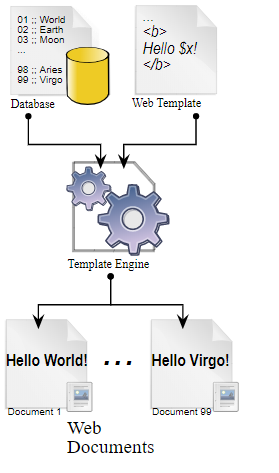 01 ;; World
02 ;; Earth
03 ;; Moon
...
98 ;; Aries
99 ;; Virgo
Database
...
<b>
Hello $x!
</b>
Web Template
Template Engine
Hello World!
...
Hello Virgo!
Document 1
Document 99
Web
Documents